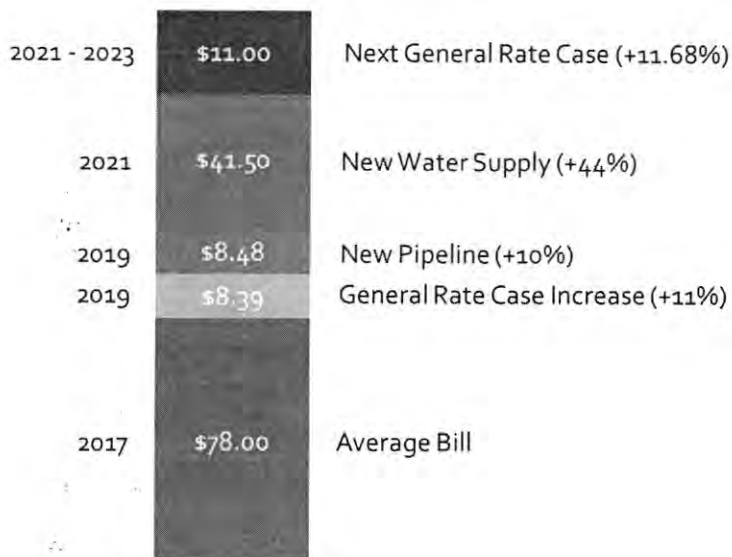 2021 - 2023 $11.00 Next General Rate Case (+11.68%)
2021 $41.50 New Water Supply (+44%)
2019 $8.48 New Pipeline (+10%)
2019 $8.39 General Rate Case Increase (+11%)
2017 $78.00 Average Bill